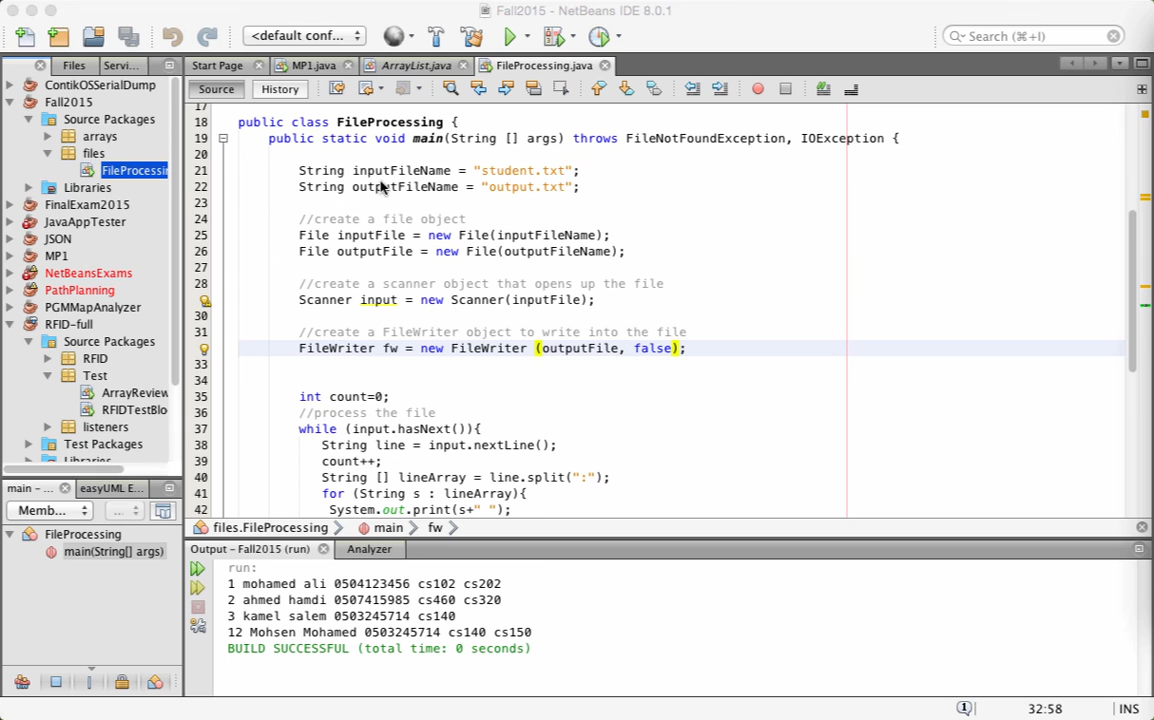 Fall2015 - NetBeans IDE 8.0.1
<default conf...
Search (⌘+I)
Files
Servi...
Start Page
MP1.java
ArrayList.java
FileProcessing.java
Source
History
ContikOSSerialDump
Fall2015
Source Packages
arrays
files
FileProcessin
Libraries
FinalExam2015
JavaAppTester
JSON
MP1
NetBeansExams
PathPlanning
PGMMapAnalyzer
RFID-full
Source Packages
RFID
Test
ArrayReview
RFIDTestBlo
listeners
Test Packages
Libraries
17
18 public class FileProcessing {
19 public static void main(String [] args) throws FileNotFoundException, IOException {
20
21 String inputFileName = "student.txt";
22 String outputFileName = "output.txt";
23
24 //create a file object
25 File inputFile = new File(inputFileName);
26 File outputFile = new File(outputFileName);
27
28 //create a scanner object that opens up the file
Scanner input = new Scanner(inputFile);
30
31 //create a FileWriter object to write into the file
FileWriter fw = new FileWriter (outputFile, false);
33
34
35 int count=0;
36 //process the file
37 while (input.hasNext()){
38 String line = input.nextLine();
39 count++;
40 String [] lineArray = line.split(":");
41 for (String s : lineArray){
42 System.out.print(s+" ");
files.FileProcessing
main
fw
main – ...
easyUML E...
Memb...
...
FileProcessing
main(String[] args)
Output – Fall2015 (run)
Analyzer
run:
1 mohamed ali 0504123456 cs102 cs202
2 ahmed hamdi 0507415985 cs460 cs320
3 kamel salem 0503245714 cs140
12 Mohsen Mohamed 0503245714 cs140 cs150
BUILD SUCCESSFUL (total time: 0 seconds)
1
32:58
INS